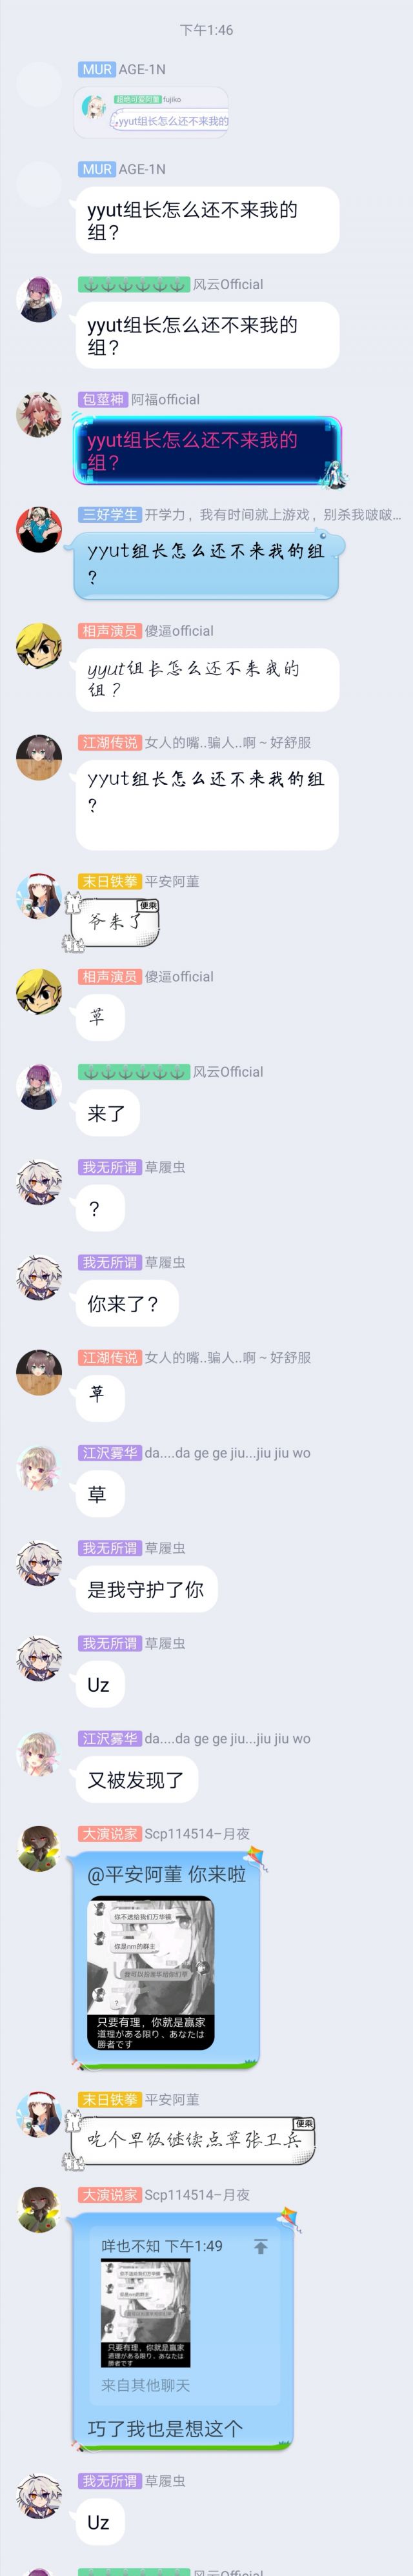 下午1:46
MUR AGE-1N
超绝可爱阿菫 fujiko
yyut组长怎么还不来我的
MUR AGE-1N
yyut组长怎么还不来我的
组？
风云Official
yyut组长怎么还不来我的
组？
包莖神 阿福official
yyut组长怎么还不来我的
组？
三好学生 开学力，我有时间就上游戏，别杀我啵啵...
yyut组长怎么还不来我的组
？
相声演员 傻逼official
yyut组长怎么还不来我的
组？
江湖传说 女人的嘴..骗人..啊～好舒服
yyut组长怎么还不来我的组
？
末日铁拳 平安阿菫
便乘
爷来了
相声演员 傻逼official
草
风云Official
来了
我无所谓 草履虫
？
我无所谓 草履虫
你来了？
江湖传说 女人的嘴..骗人..啊～好舒服
草
江沢雾华 da....da ge ge jiu...jiu jiu wo
草
我无所谓 草履虫
是我守护了你
我无所谓 草履虫
Uz
江沢雾华 da....da ge ge jiu...jiu jiu wo
又被发现了
大演说家 Scp114514-月夜
@平安阿菫 你来啦
你不送给我们万华镜
你是nm的群主
？
只要有理，你就是赢家
道理がある限り、あなたは
勝者です
末日铁拳 平安阿菫
便乘
吃个早饭继续点草张卫兵
大演说家 Scp114514-月夜
咩也不知 下午1:49
只要有理，你就是赢家
道理がある限り、あなたは
勝者です
来自其他聊天
巧了我也是想这个
我无所谓 草履虫
Uz
风云Official